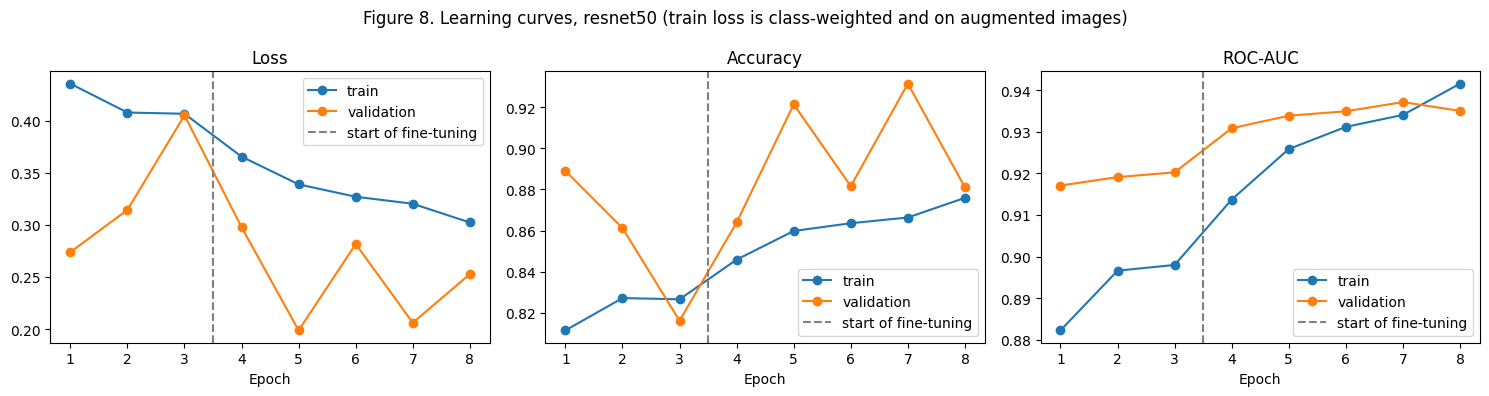 Figure 8. Learning curves, resnet50 (train loss is class-weighted and on augmented images)
Loss
0.40
0.35
0.30
0.25
0.20
train
validation
start of fine-tuning
1 2 3 4 5 6 7 8
Epoch
Accuracy
0.92
0.90
0.88
0.86
0.84
0.82
train
validation
start of fine-tuning
1 2 3 4 5 6 7 8
Epoch
ROC-AUC
0.94
0.93
0.92
0.91
0.90
0.89
0.88
train
validation
start of fine-tuning
1 2 3 4 5 6 7 8
Epoch